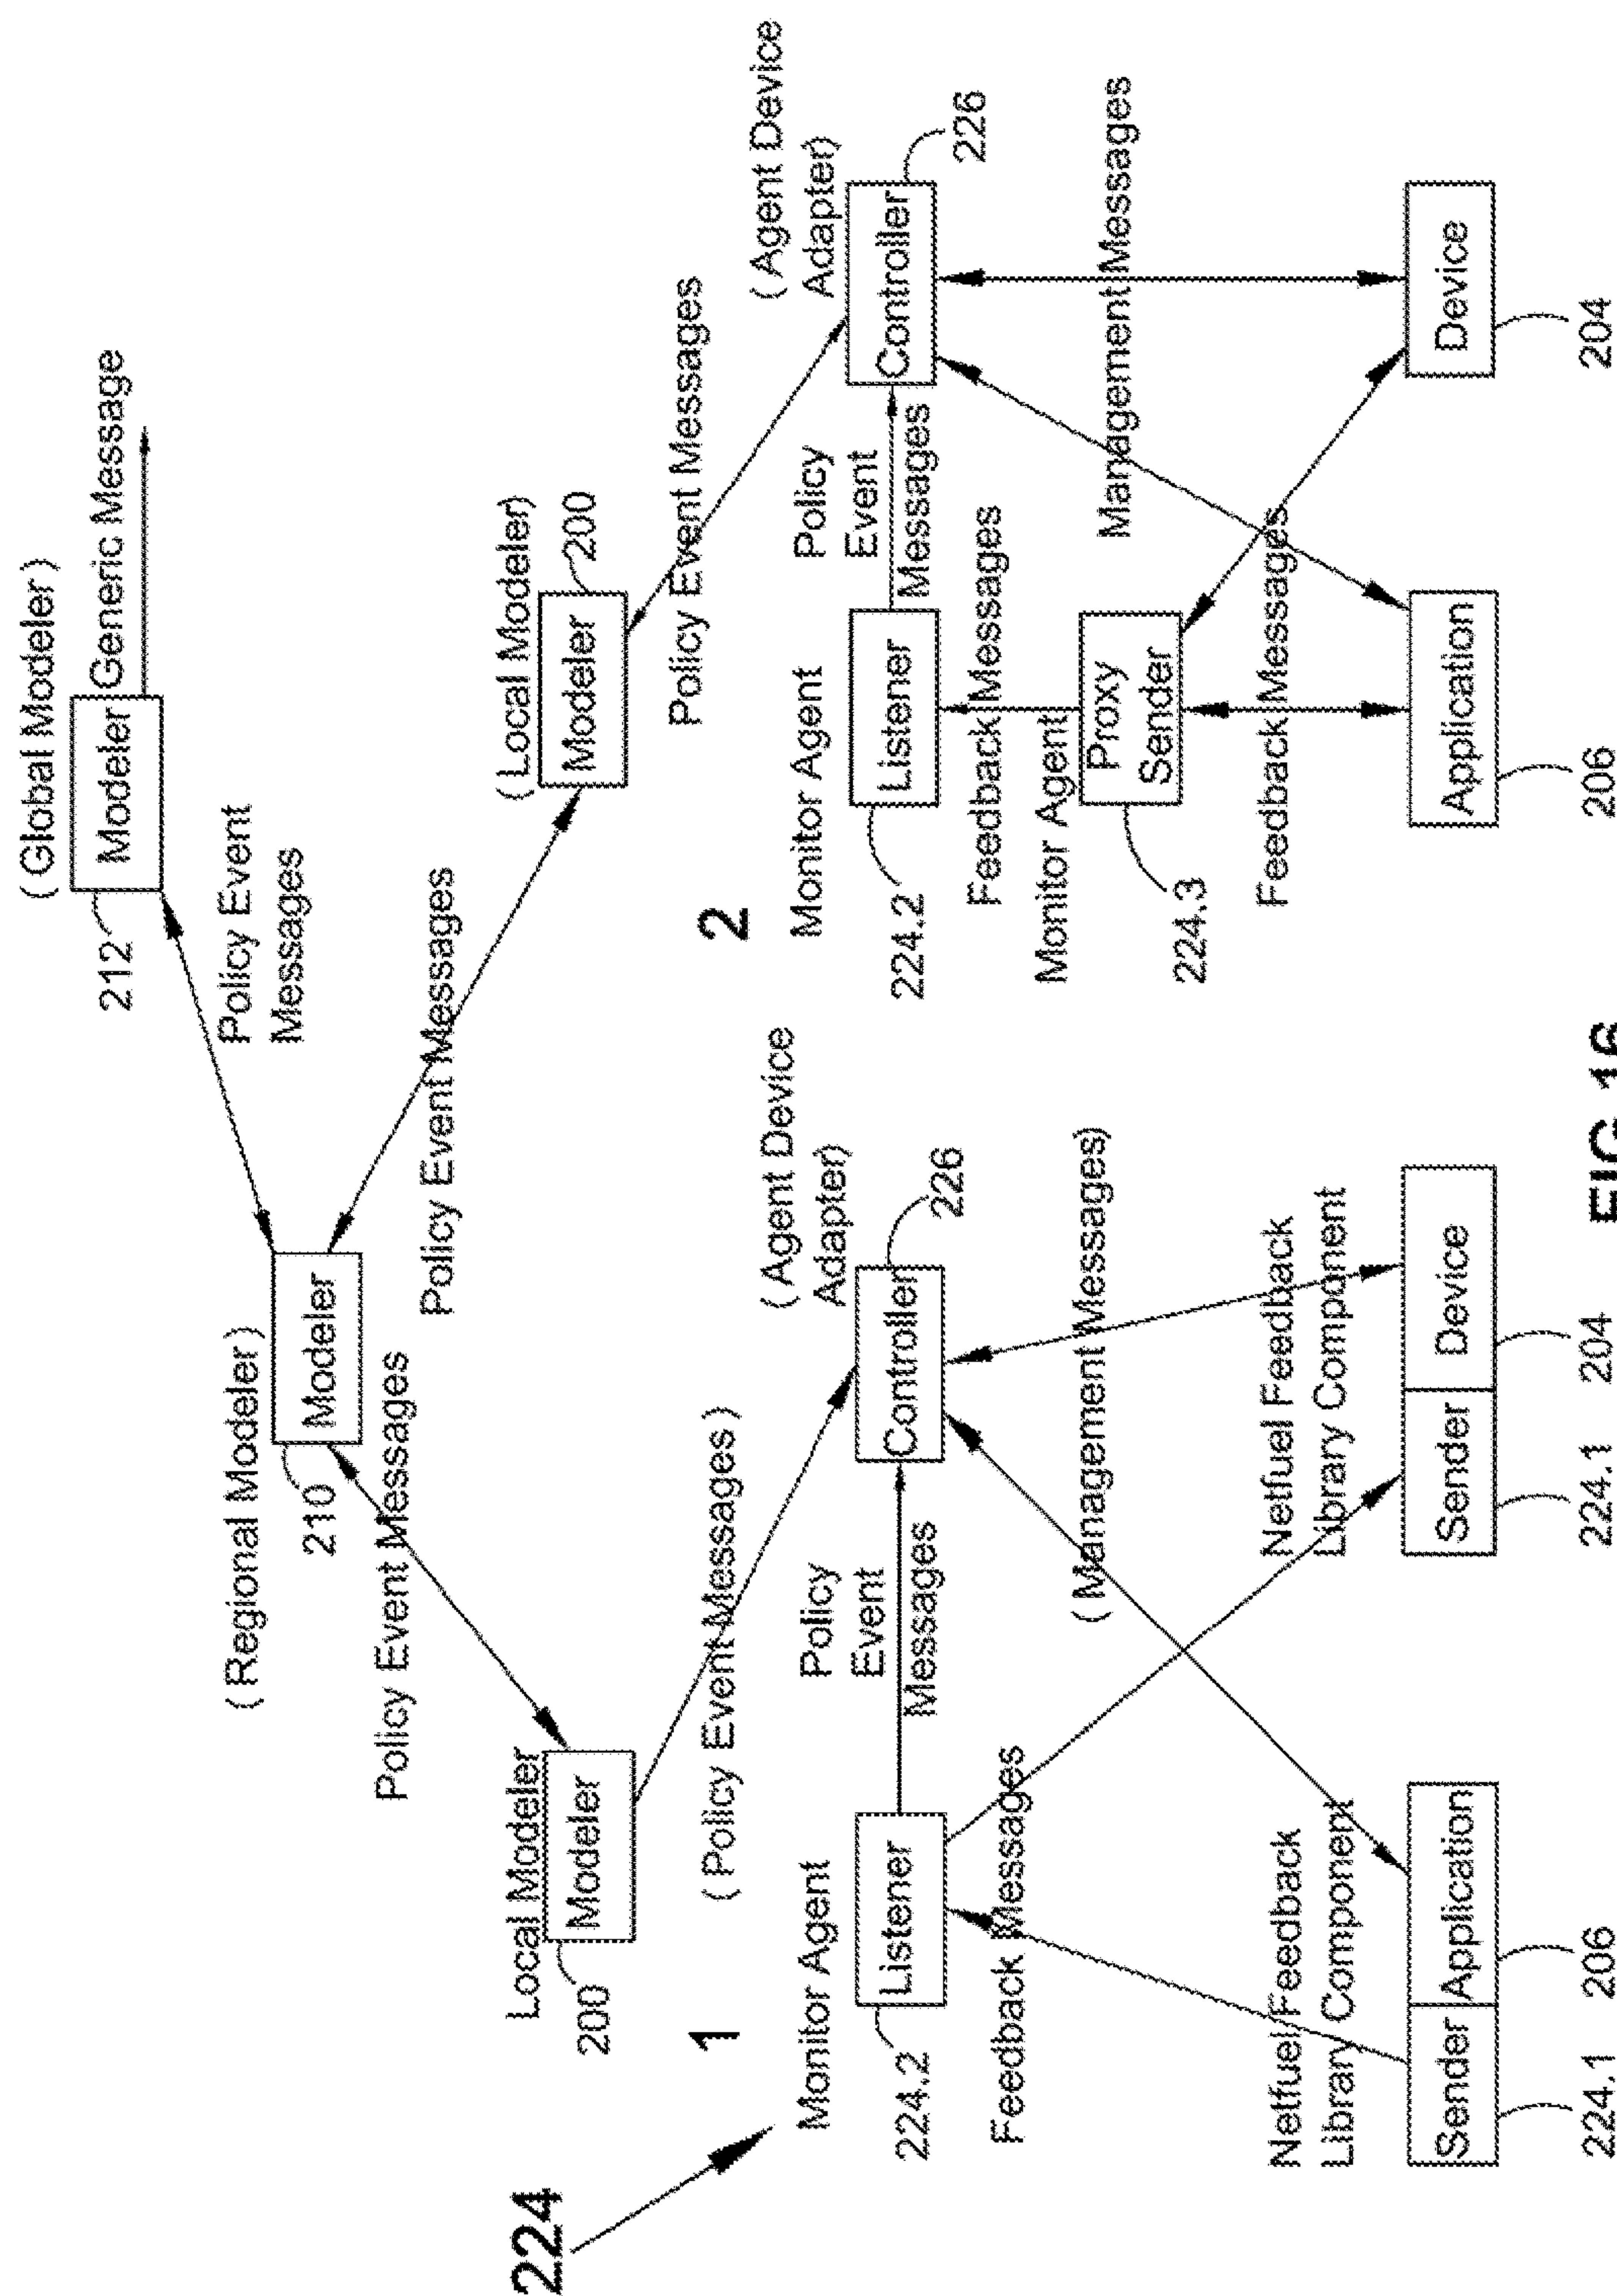 ( Global Modeler )
Modeler
Generic Message
212
Policy Event
Messages
( Regional Modeler )
Modeler
210
Policy Event Messages
Policy Event Messages
Local Modeler
Modeler
200
( Local Modeler)
Modeler
200
1
( Policy Event Messages )
2
Policy Event Messages
224
Monitor Agent
Listener
224.2
Policy
Event
Messages
( Agent Device
Adapter)
Controller
226
Feedback Messages
( Management Messages)
Netfuel Feedback
Library Component
Sender
Application
224.1
206
Netfuel Feedback
Library Component
Sender
Device
224.1
204
Monitor Agent
Listener
224.2
Policy
Event
Messages
( Agent Device
Adapter)
Controller
226
Feedback Messages
Monitor Agent
Proxy
Sender
224.3
Management Messages
Feedback Messages
Application
206
Device
204
FIG 16